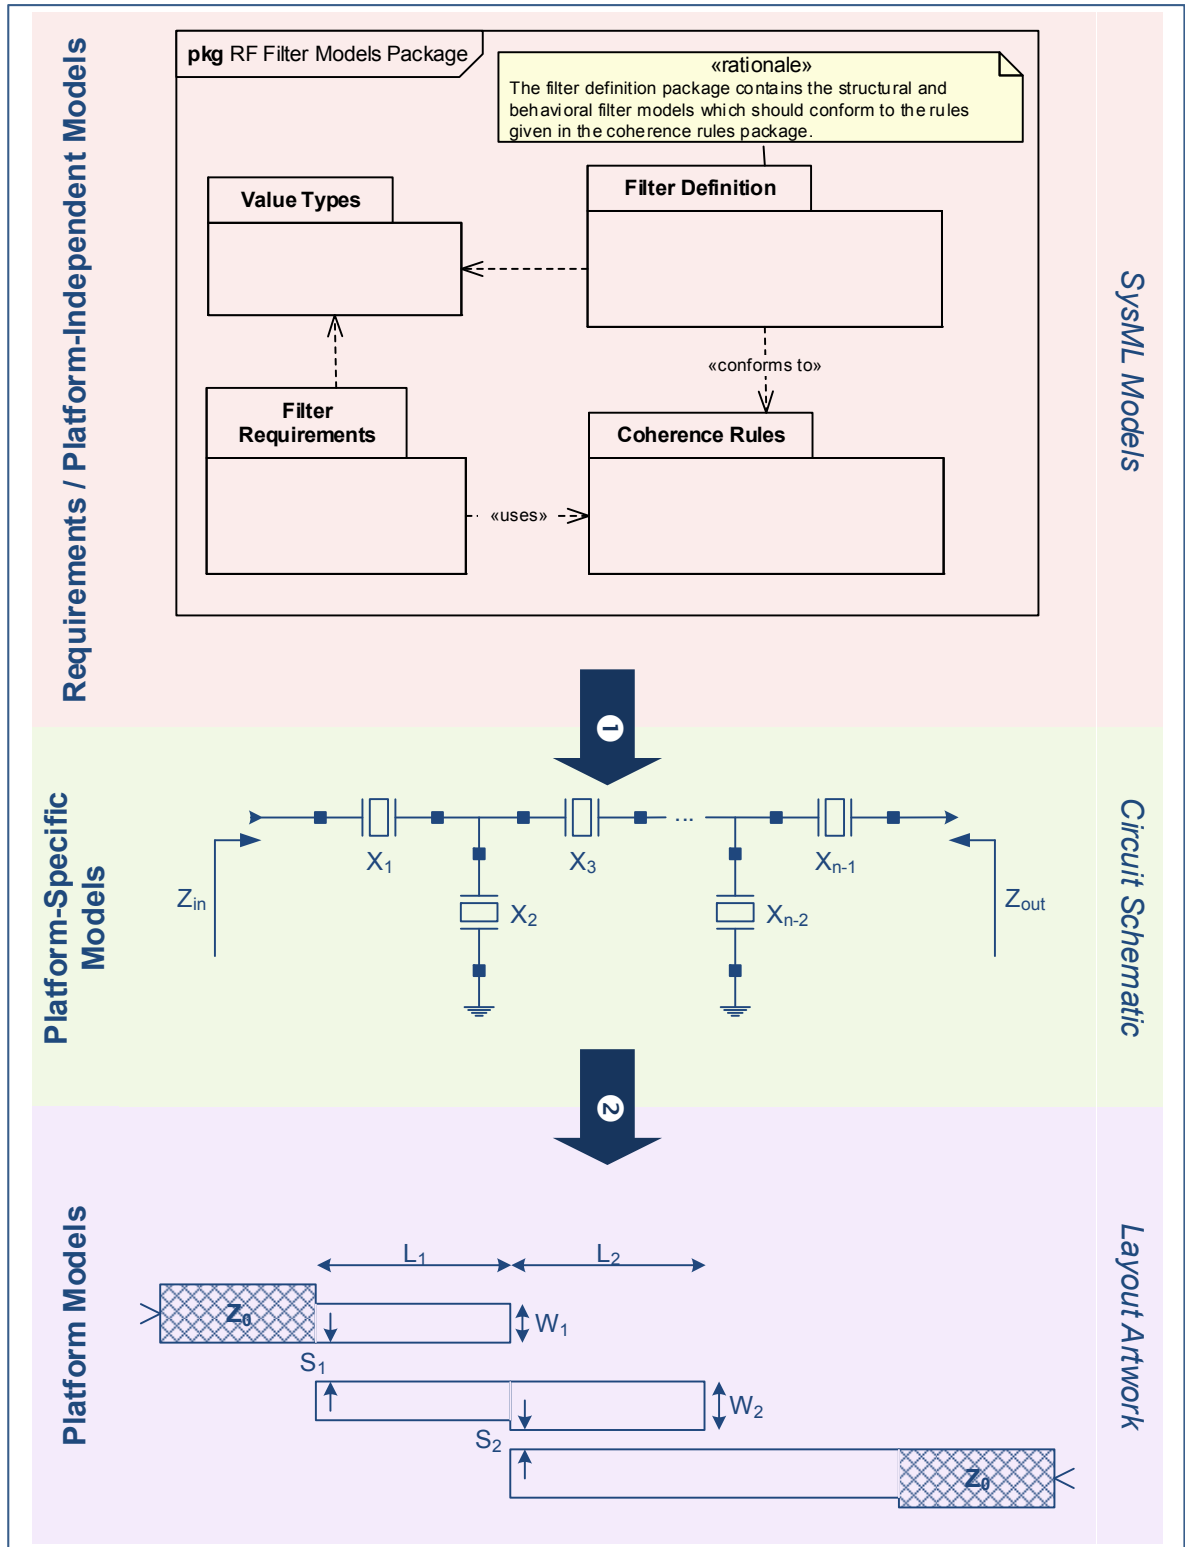 Requirements / Platform-Independent Models
pkg RF Filter Models Package
«rationale»
The filter definition package contains the structural and
behavioral filter models which should conform to the rules
given in the coherence rules package.
Value Types
Filter Definition
«conforms to»
Filter
Requirements
Coherence Rules
«uses»
SysML Models
1
Platform-Specific
Models
X1
X3
...
Xn-1
Zin
X2
Xn-2
Zout
Circuit Schematic
2
Platform Models
L1
L2
Z0
W1
S1
W2
S2
Z0
Layout Artwork